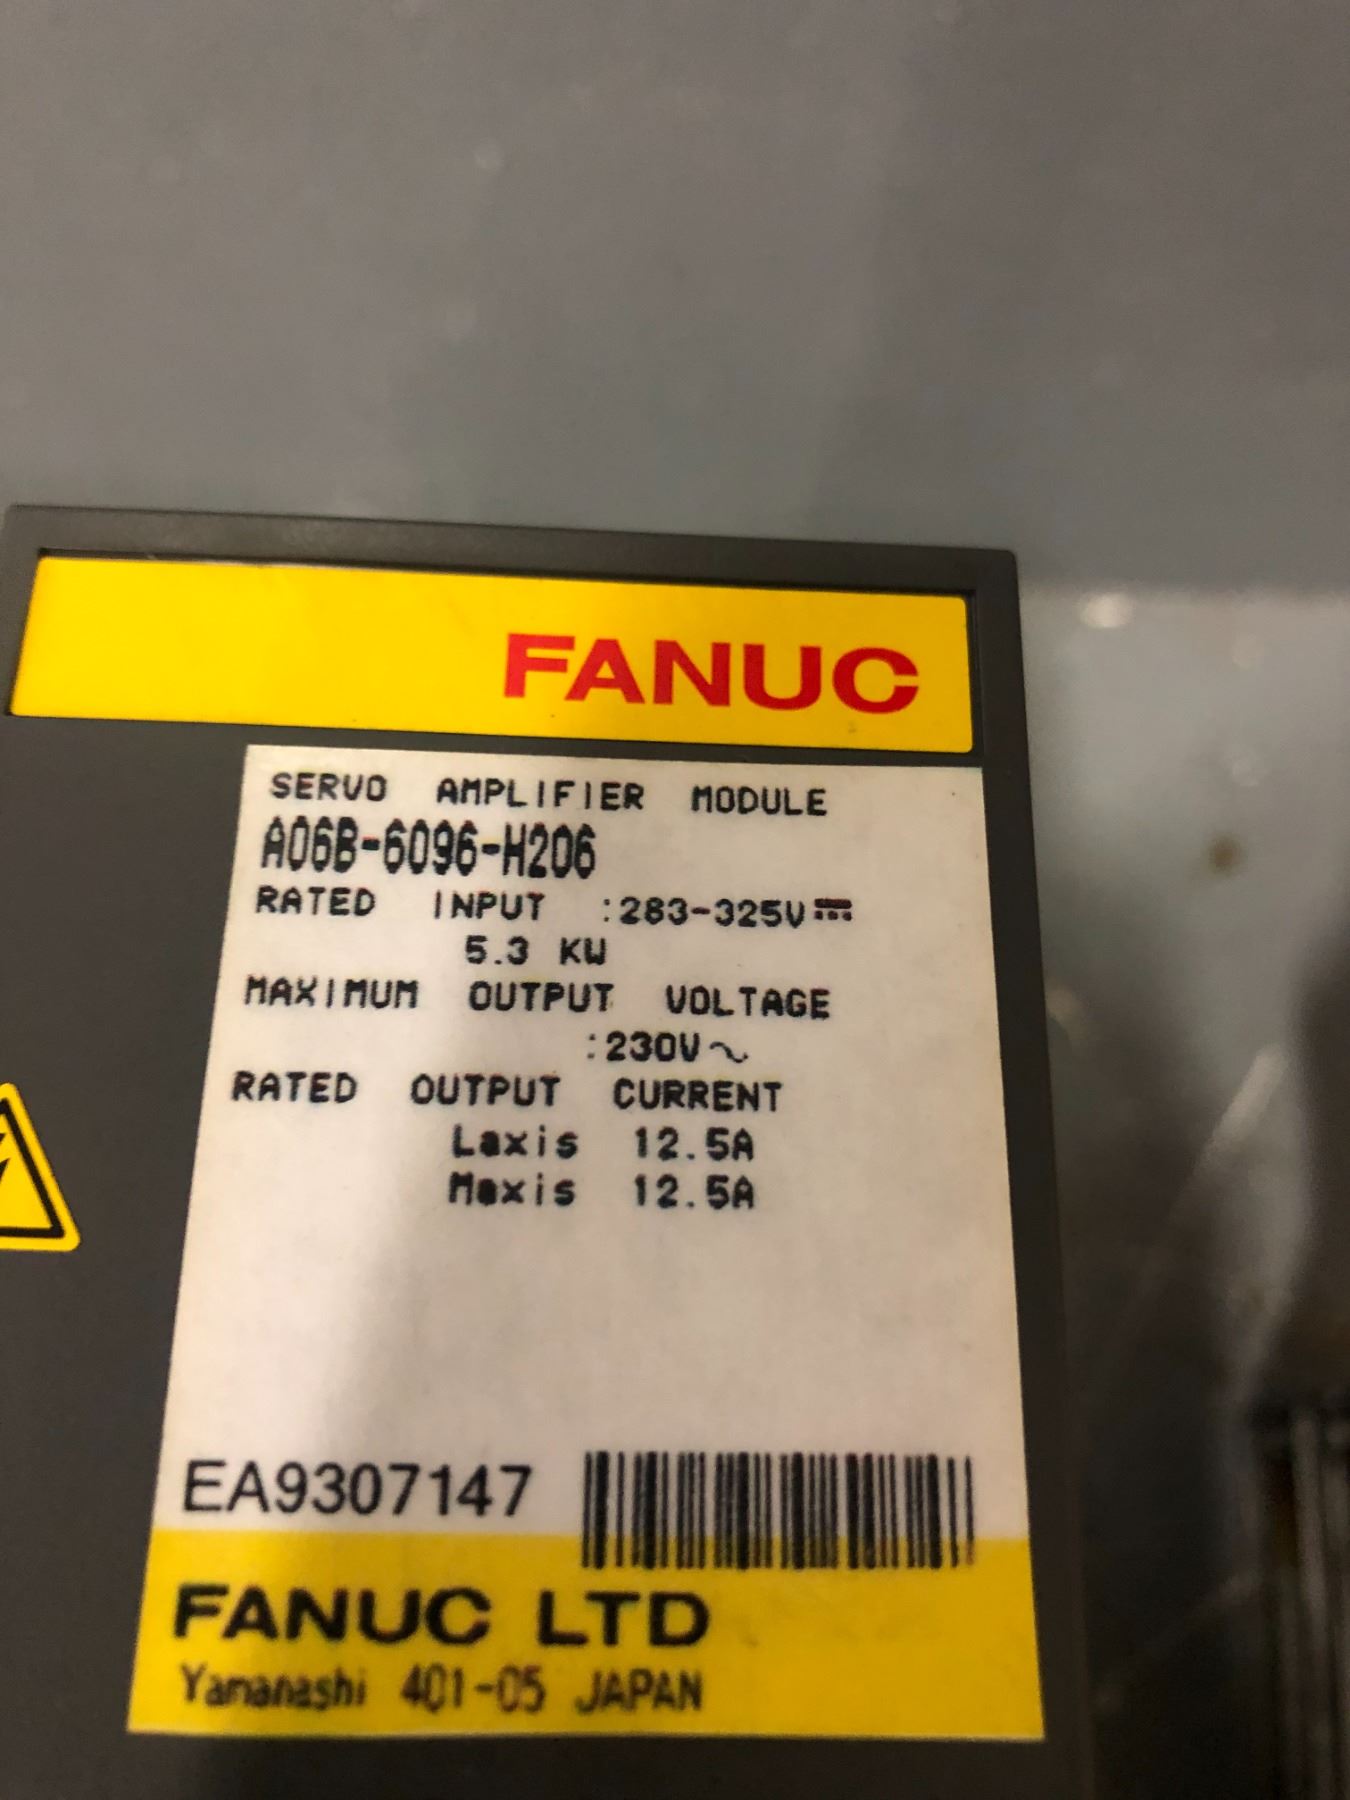 FANUC
SERVO AMPLIFIER MODULE
A06B-6096-H206
RATED INPUT :283-325V⎓
5.3 KW
MAXIMUM OUTPUT VOLTAGE
:230V~
RATED OUTPUT CURRENT
Laxis 12.5A
Maxis 12.5A
EA9307147
FANUC LTD
Yamanashi 401-05 JAPAN